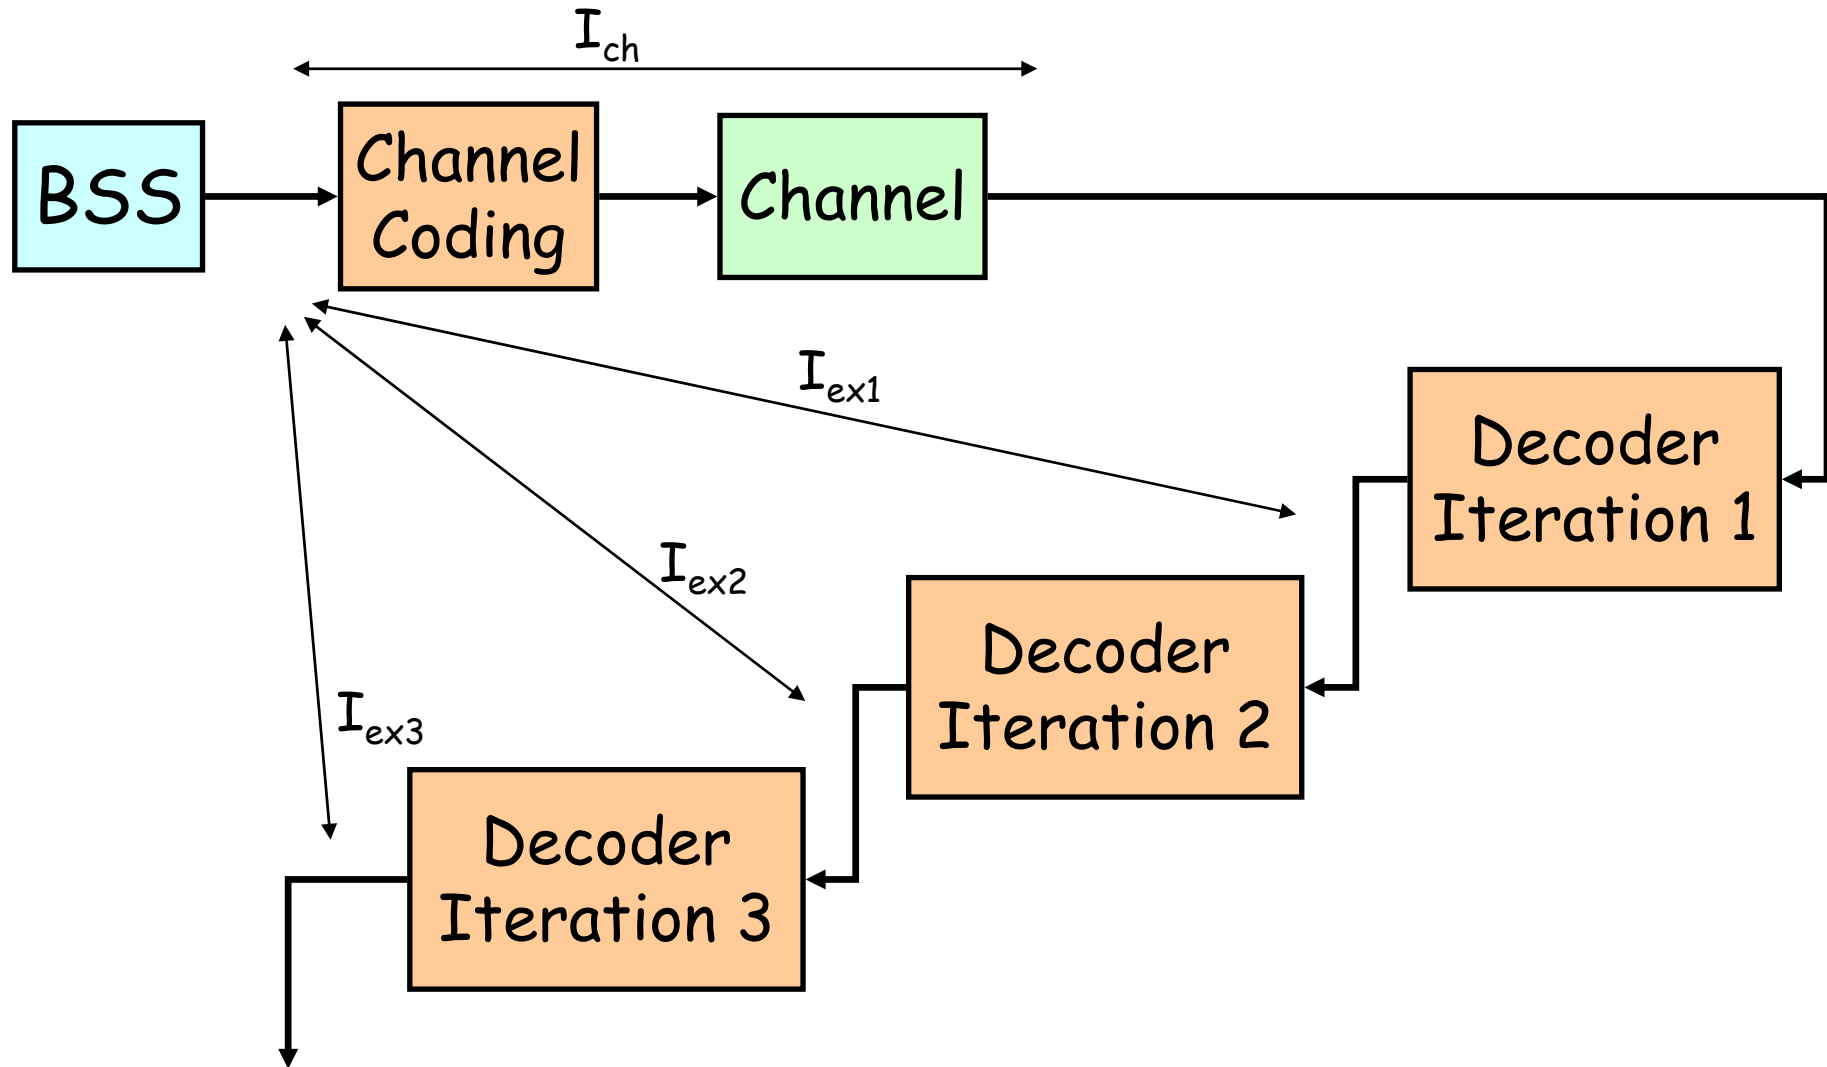 I_ch
BSS
Channel
Coding
Channel
I_ex1
Decoder
Iteration 1
I_ex2
Decoder
Iteration 2
I_ex3
Decoder
Iteration 3